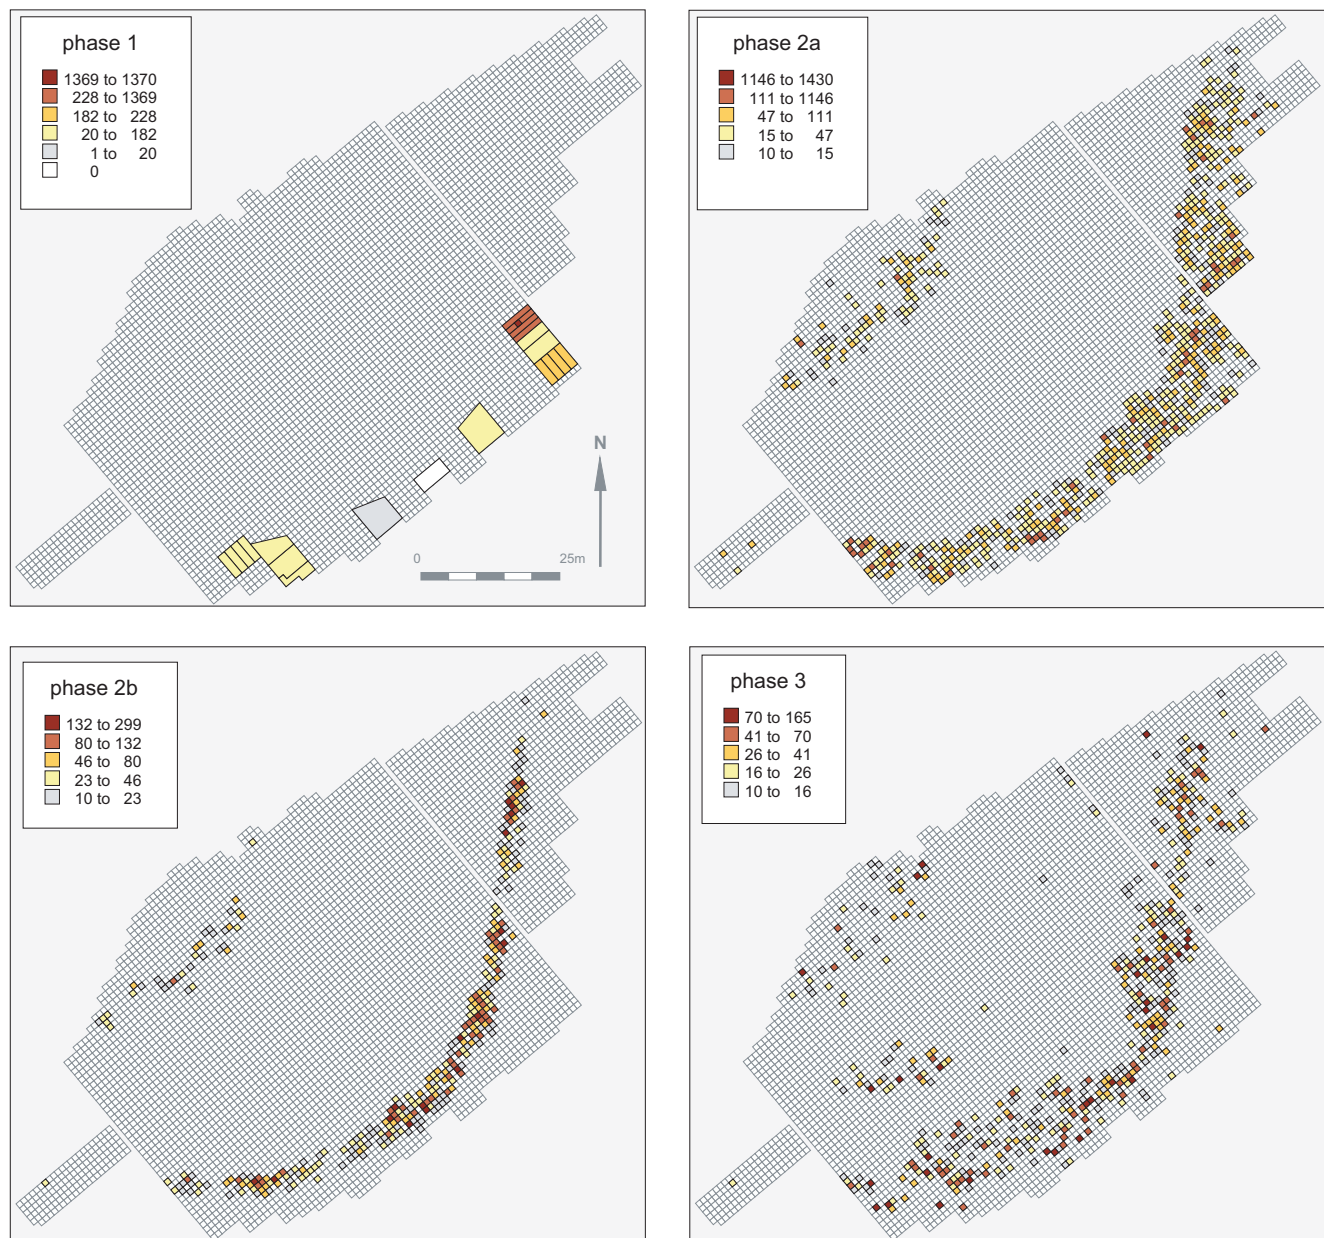 phase 1
1369 to 1370
228 to 1369
182 to 228
20 to 182
1 to 20
0
N
0 25m
phase 2a
1146 to 1430
111 to 1146
47 to 111
15 to 47
10 to 15
phase 2b
132 to 299
80 to 132
46 to 80
23 to 46
10 to 23
phase 3
70 to 165
41 to 70
26 to 41
16 to 26
10 to 16